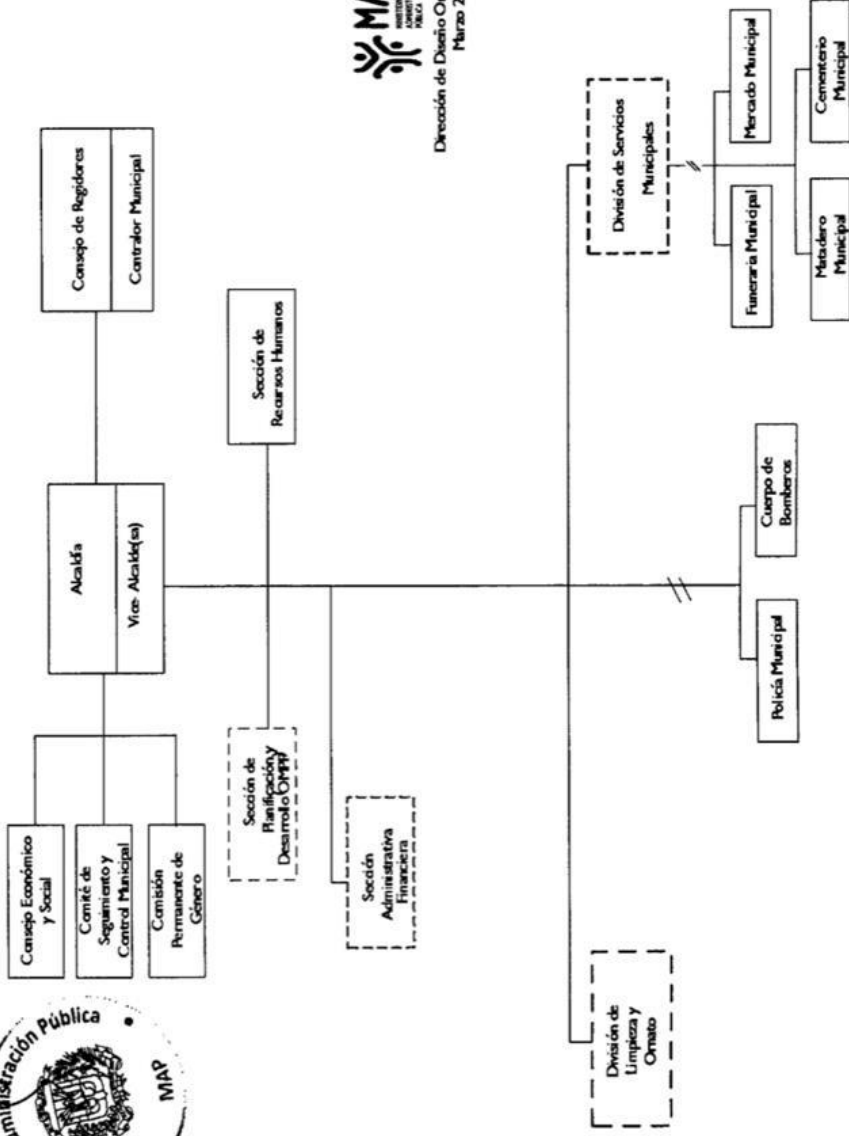 ministración Pública
MAP
MA
Dirección de Diseño Or
Marzo 2
Consejo de Regidores
Contralor Municipal
Alcaldía
Vice- Alcalde(sa)
Consejo Económico
y Social
Comité de
Seguimiento y
Control Municipal
Comisión
Permanente de
Género
Sección de
Recursos Humanos
Sección de
Planificación y
Desarrollo OMPP
Sección
Administrativa
Financiera
División de
Limpieza y
Ornato
División de Servicios
Municipales
Policía Municipal
Cuerpo de
Bomberos
Funeraria Municipal
Mercado Municipal
Matadero
Municipal
Cementerio
Municipal